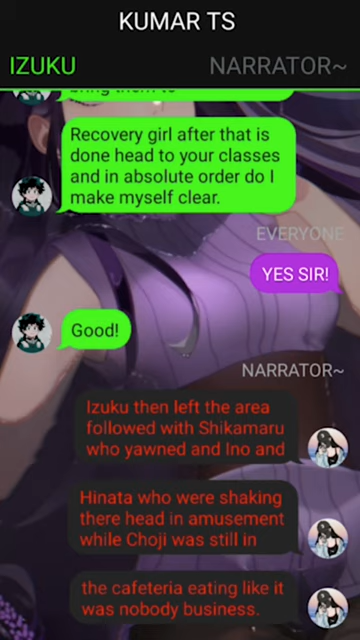 KUMAR TS
IZUKU
NARRATOR~
bring them to
Recovery girl after that is
done head to your classes
and in absolute order do I
make myself clear.
EVERYONE
YES SIR!
Good!
NARRATOR~
Izuku then left the area
followed with Shikamaru
who yawned and Ino and
Hinata who were shaking
there head in amusement
while Choji was still in
the cafeteria eating like it
was nobody business.